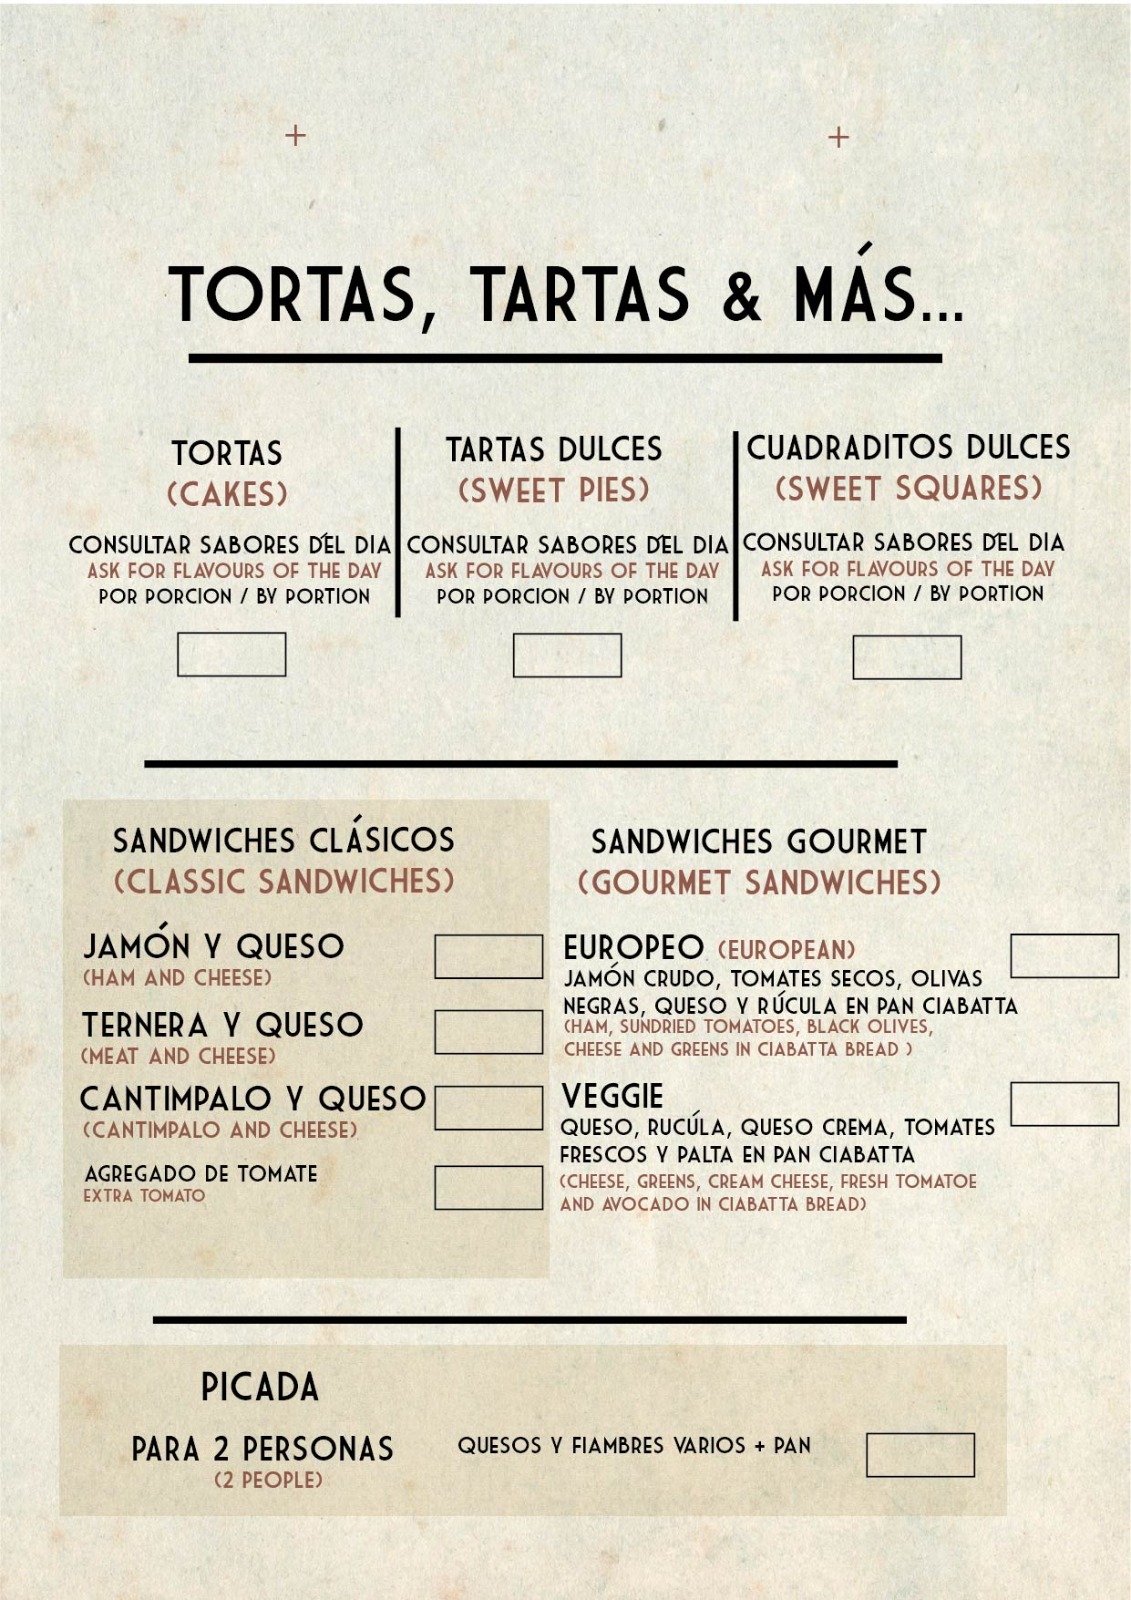 TORTAS, TARTAS & MÁS...
TORTAS
(CAKES)
CONSULTAR SABORES DÉL DIA
ASK FOR FLAVOURS OF THE DAY
POR PORCION / BY PORTION
TARTAS DULCES
(SWEET PIES)
CONSULTAR SABORES DÉL DIA
ASK FOR FLAVOURS OF THE DAY
POR PORCION / BY PORTION
CUADRADITOS DULCES
(SWEET SQUARES)
CONSULTAR SABORES DÉL DIA
ASK FOR FLAVOURS OF THE DAY
POR PORCION / BY PORTION
SANDWICHES CLÁSICOS
(CLASSIC SANDWICHES)
JAMÓN Y QUESO
(HAM AND CHEESE)
TERNERA Y QUESO
(MEAT AND CHEESE)
CANTIMPALO Y QUESO
(CANTIMPALO AND CHEESE)
AGREGADO DE TOMATE
EXTRA TOMATO
SANDWICHES GOURMET
(GOURMET SANDWICHES)
EUROPEO (EUROPEAN)
JAMÓN CRUDO, TOMATES SECOS, OLIVAS
NEGRAS, QUESO Y RÚCULA EN PAN CIABATTA
(HAM, SUNDRIED TOMATOES, BLACK OLIVES,
CHEESE AND GREENS IN CIABATTA BREAD )
VEGGIE
QUESO, RUCÚLA, QUESO CREMA, TOMATES
FRESCOS Y PALTA EN PAN CIABATTA
(CHEESE, GREENS, CREAM CHEESE, FRESH TOMATOE
AND AVOCADO IN CIABATTA BREAD)
PICADA
PARA 2 PERSONAS
(2 PEOPLE)
QUESOS Y FIAMBRES VARIOS + PAN